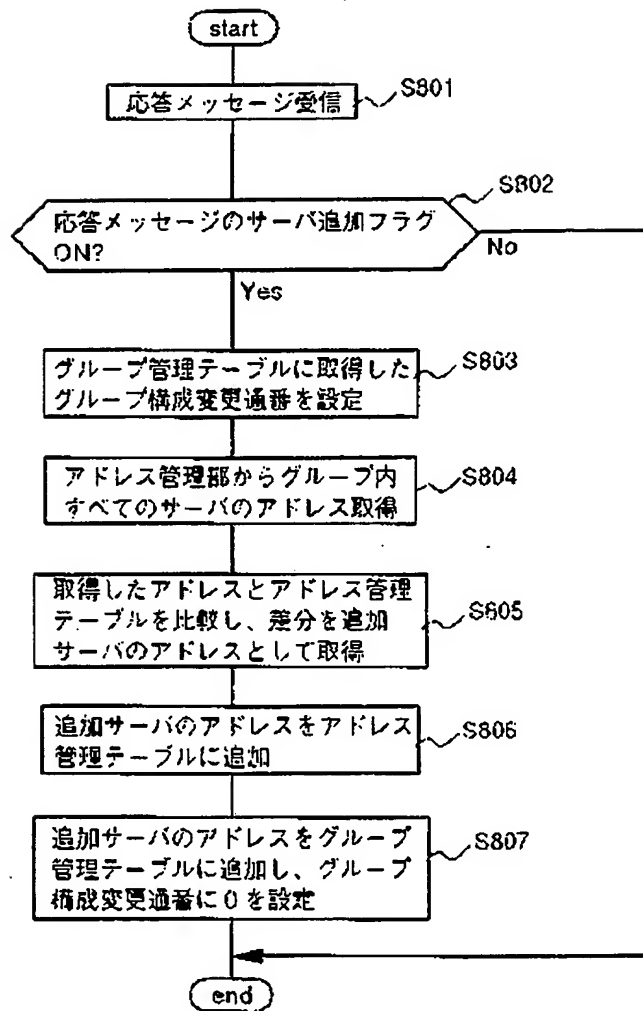 start
応答メッセージ受信
S801
S802
応答メッセージのサーバ追加フラグ
ON?
No
Yes
グループ管理テーブルに取得した
グループ構成変更通番を設定
S803
アドレス管理部からグループ内
すべてのサーバのアドレス取得
S804
取得したアドレスとアドレス管理
テーブルを比較し、差分を追加
サーバのアドレスとして取得
S805
追加サーバのアドレスをアドレス
管理テーブルに追加
S806
追加サーバのアドレスをグループ
管理テーブルに追加し、グループ
構成変更通番に0を設定
S807
end